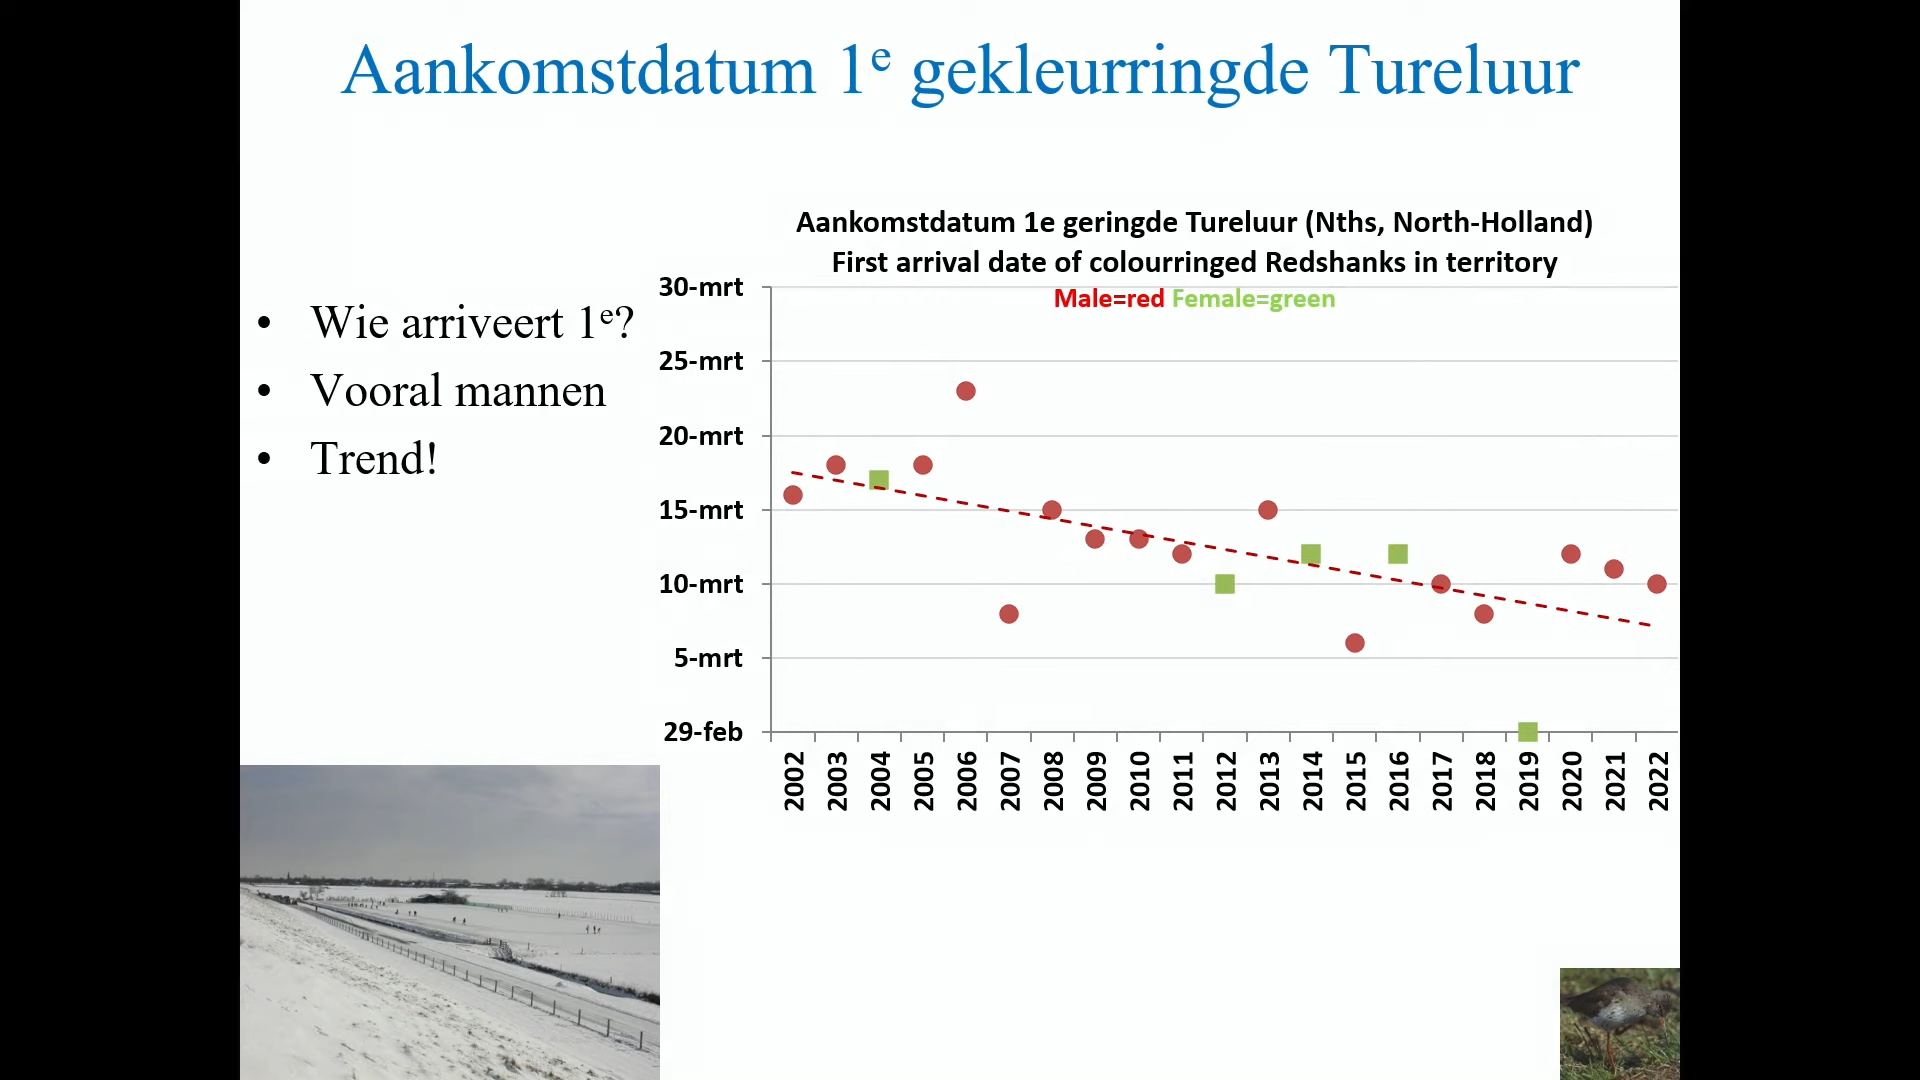 Aankomstdatum 1e gekleurringde Tureluur
• Wie arriveert 1e?
• Vooral mannen
• Trend!
Aankomstdatum 1e geringde Tureluur (Nths, North-Holland)
First arrival date of colourringed Redshanks in territory
Male=red Female=green
30-mrt
25-mrt
20-mrt
15-mrt
10-mrt
5-mrt
29-feb
2002 2003 2004 2005 2006 2007 2008 2009 2010 2011 2012 2013 2014 2015 2016 2017 2018 2019 2020 2021 2022